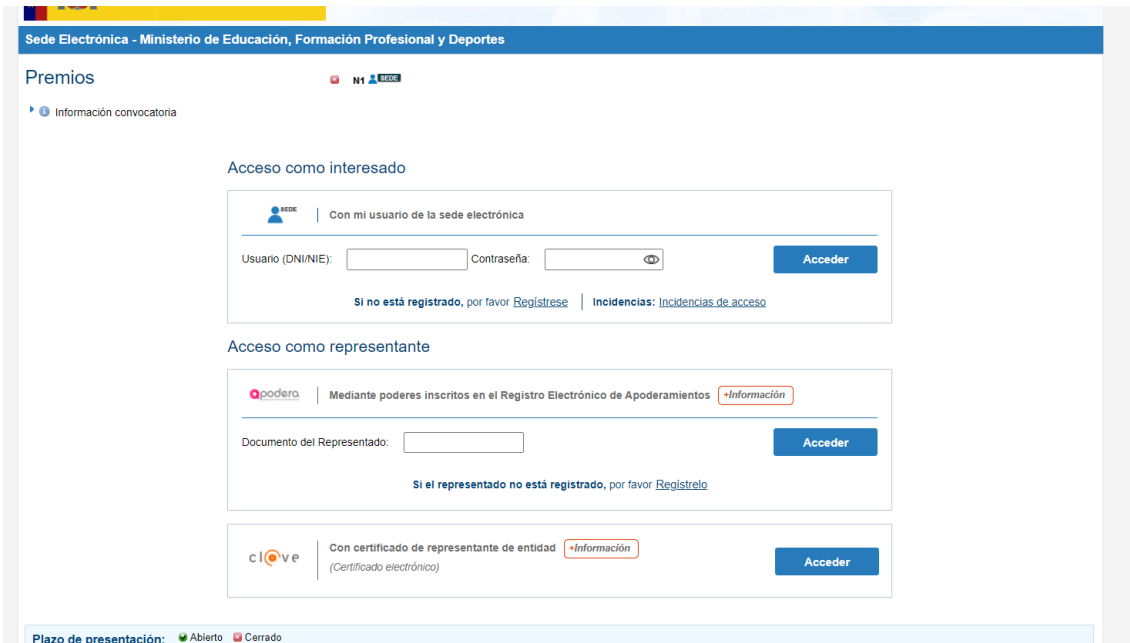 Sede Electrónica - Ministerio de Educación, Formación Profesional y Deportes
Premios N1 SEDE
Información convocatoria
Acceso como interesado
SEDE Con mi usuario de la sede electrónica
Usuario (DNI/NIE): Contraseña: Acceder
Si no está registrado, por favor Regístrese Incidencias: Incidencias de acceso
Acceso como representante
apodera Mediante poderes inscritos en el Registro Electrónico de Apoderamientos +Información
Documento del Representado: Acceder
Si el representado no está registrado, por favor Regístrelo
cl@ve Con certificado de representante de entidad +Información
(Certificado electrónico) Acceder
Plazo de presentación: Abierto Cerrado